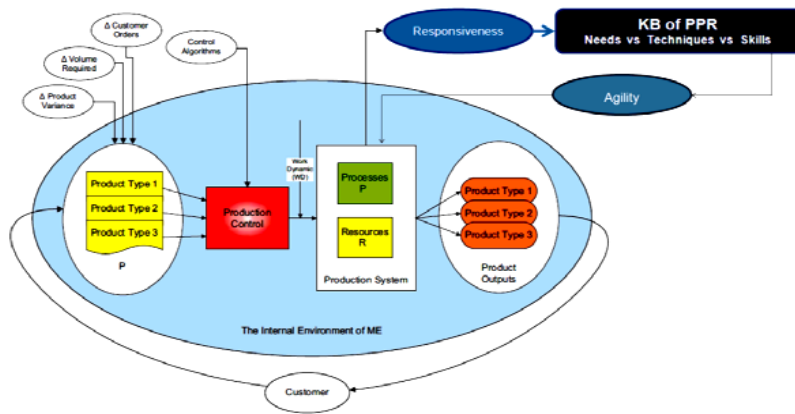 Δ Customer
Orders
Δ Volume
Required
Δ Product
Variance
Control
Algorithms
Responsiveness
KB of PPR
Needs vs Techniques vs Skills
Agility
Product Type 1
Product Type 2
Product Type 3
P
Production
Control
Work
Dynamic
(WD)
Processes
P
Resources
R
Production System
Product Type 1
Product Type 2
Product Type 3
Product
Outputs
The Internal Environment of ME
Customer